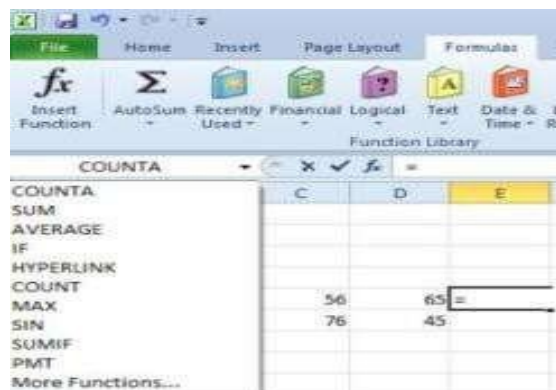 File Home Insert Page Layout Formulas
fx Σ
Insert Function AutoSum Recently Used Financial Logical Text Date & Time
Function Library
COUNTA fx =
COUNTA
SUM
AVERAGE
IF
HYPERLINK
COUNT
MAX
SIN
SUMIF
PMT
More Functions...
C D E
56 65 =
76 45